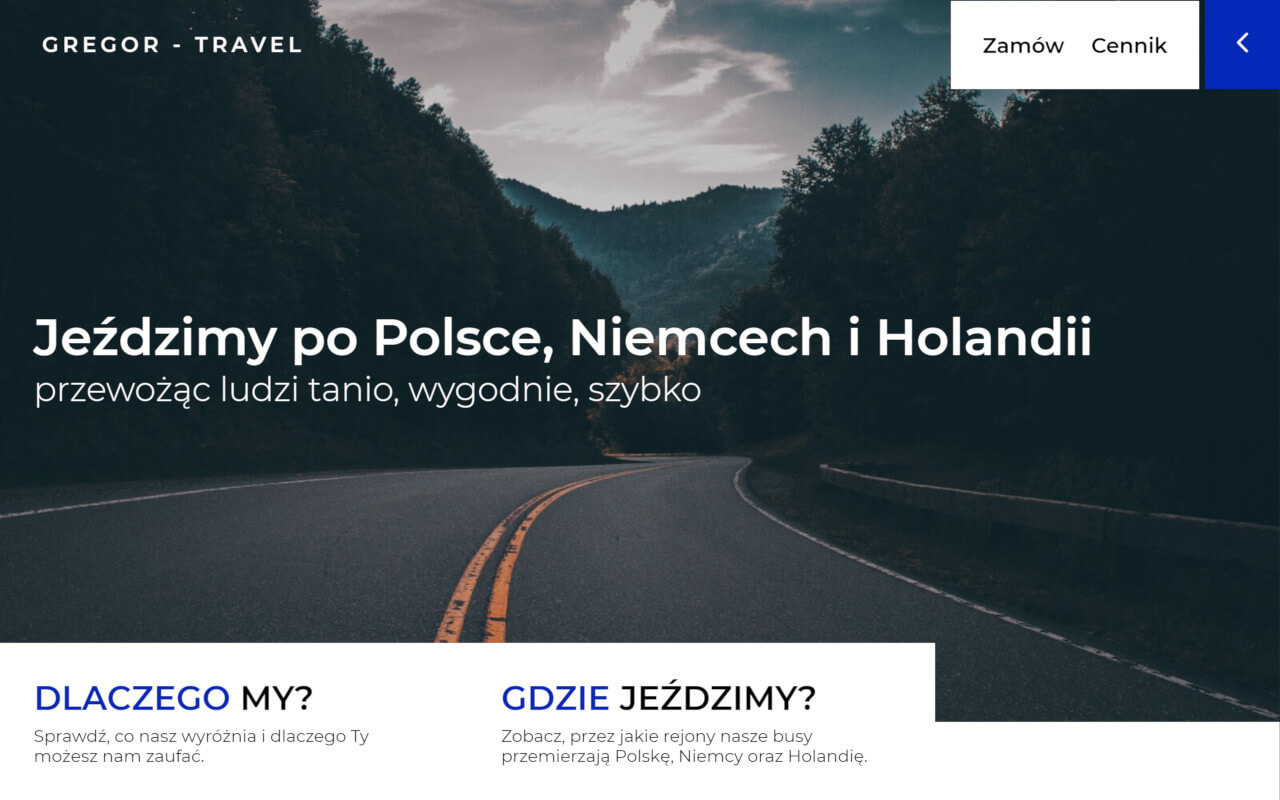 GREGOR - TRAVEL
Zamów Cennik
Jeździmy po Polsce, Niemcech i Holandii
przewożąc ludzi tanio, wygodnie, szybko
DLACZEGO MY?
Sprawdź, co nasz wyróżnia i dlaczego Ty
możesz nam zaufać.
GDZIE JEŹDZIMY?
Zobacz, przez jakie rejony nasze busy
przemierzają Polskę, Niemcy oraz Holandię.